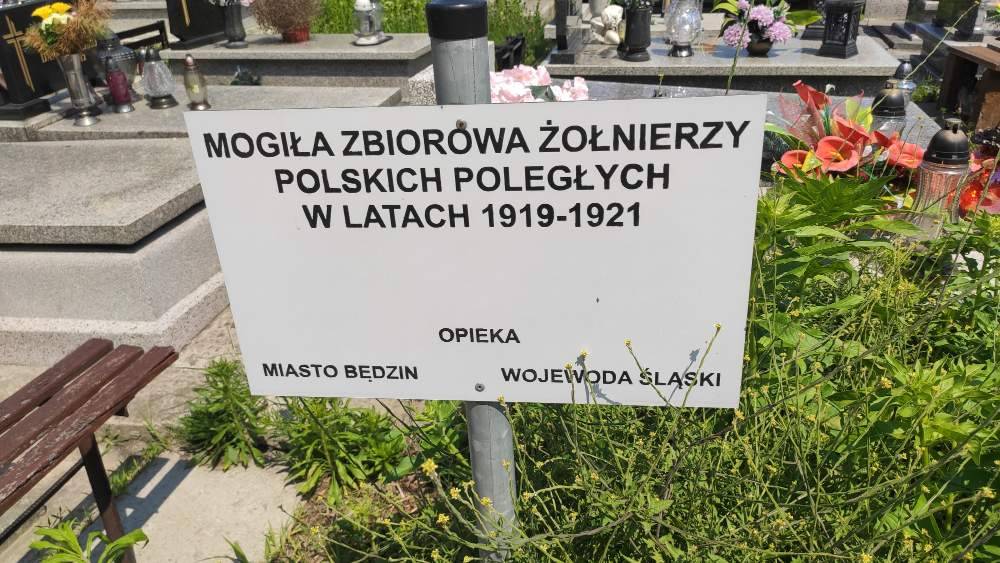 MOGIŁA ZBIOROWA ŻOŁNIERZY
POLSKICH POLEGŁYCH
W LATACH 1919-1921
OPIEKA
MIASTO BĘDZIN WOJEWODA ŚLĄSKI